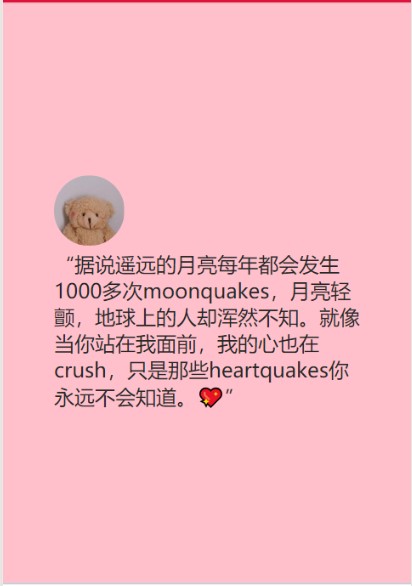 “据说遥远的月亮每年都会发生
1000多次moonquakes，月亮轻
颤，地球上的人却浑然不知。就像
当你站在我面前，我的心也在
crush，只是那些heartquakes你
永远不会知道。💖”